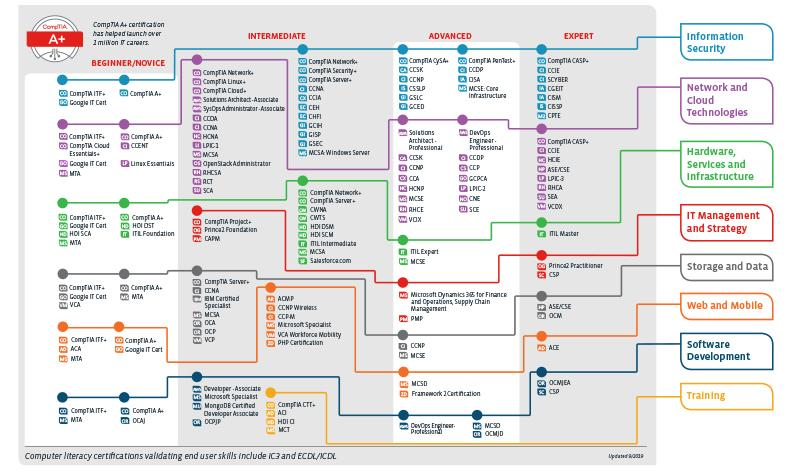 CompTIA
A+
CompTIA A+ certification
has helped launch over
1 million IT careers.
BEGINNER/NOVICE
INTERMEDIATE
ADVANCED
EXPERT
Information
Security
CompTIA ITF+
Google IT Cert
CompTIA A+
CompTIA Network+
CompTIA Security+
CompTIA Server+
CCNA
CCIA
CEH
CHFI
GCIH
GISP
GSEC
MCSA Windows Server
CompTIA CySA+
CCSK
CCNP
CSSLP
GSLC
GCED
CompTIA PenTest+
CCDP
ISSA
MCSE: Core
Infrastructure
CompTIA CASP+
CCIE
SCYBER
CGEIT
CISM
CISSP
CPTE
Network and
Cloud
Technologies
CompTIA ITF+
CompTIA Cloud
Essentials+
Google IT Cert
MTA
CompTIA A+
CCENT
Linux Essentials
CompTIA Network+
CompTIA Linux+
CompTIA Cloud+
Solutions Architect-Associate
SysOps Administrator-Associate
CCDA
CCNA
HCNA
LPIC-1
MCSA
OpenStack Administrator
RHCSA
RCT
SCA
Solutions
Architect-
Professional
CCSK
CCNP
CCA
HCNP
MCSE
RHCE
VCIX
DevOps
Engineer-
Professional
CCDP
CCP
GCPCA
LPIC-2
CNE
SCE
CompTIA CASP+
CCIE
HCIE
ASE/CSE
LPIC-3
RHCA
SEA
VCDX
Hardware,
Services and
Infrastructure
CompTIA ITF+
Google IT Cert
HDI SCA
MTA
CompTIA A+
HDI DST
ITIL Foundation
CompTIA Network+
CompTIA Server+
CWNA
CWTS
HDI DSM
HDI SCM
ITIL Intermediate
MCSA
Salesforce.com
ITIL Expert
MCSE
ITIL Master
IT Management
and Strategy
CompTIA Project+
Prince2 Foundation
CAPM
Microsoft Dynamics 365 for Finance
and Operations, Supply Chain
Management
PMP
Prince2 Practitioner
CSP
Storage and Data
CompTIA ITF+
Google IT Cert
VCA
CompTIA A+
MTA
CompTIA Server+
CCNA
IBM Certified
Specialist
MCSA
OCA
OCP
VCP
CCNP
MCSE
ASE/CSE
OCM
Web and Mobile
CompTIA ITF+
ACA
MTA
CompTIA A+
Google IT Cert
ACMP
CCNP Wireless
CCP-M
Microsoft Specialist
VCA Workforce Mobility
PHP Certification
MCSD
Framework 2 Certification
ACE
Software
Development
CompTIA ITF+
MTA
CompTIA A+
OCAJ
Developer-Associate
Microsoft Specialist
MongoDB Certified
Developer Associate
OCPJP
DevOps Engineer-
Professional
MCSD
OCMJD
OCMJEA
CSP
Training
CompTIA CTT+
ACI
HDI CI
MCT
Computer literacy certifications validating end user skills include IC3 and ECDL/ICDL
Updated 9/2019